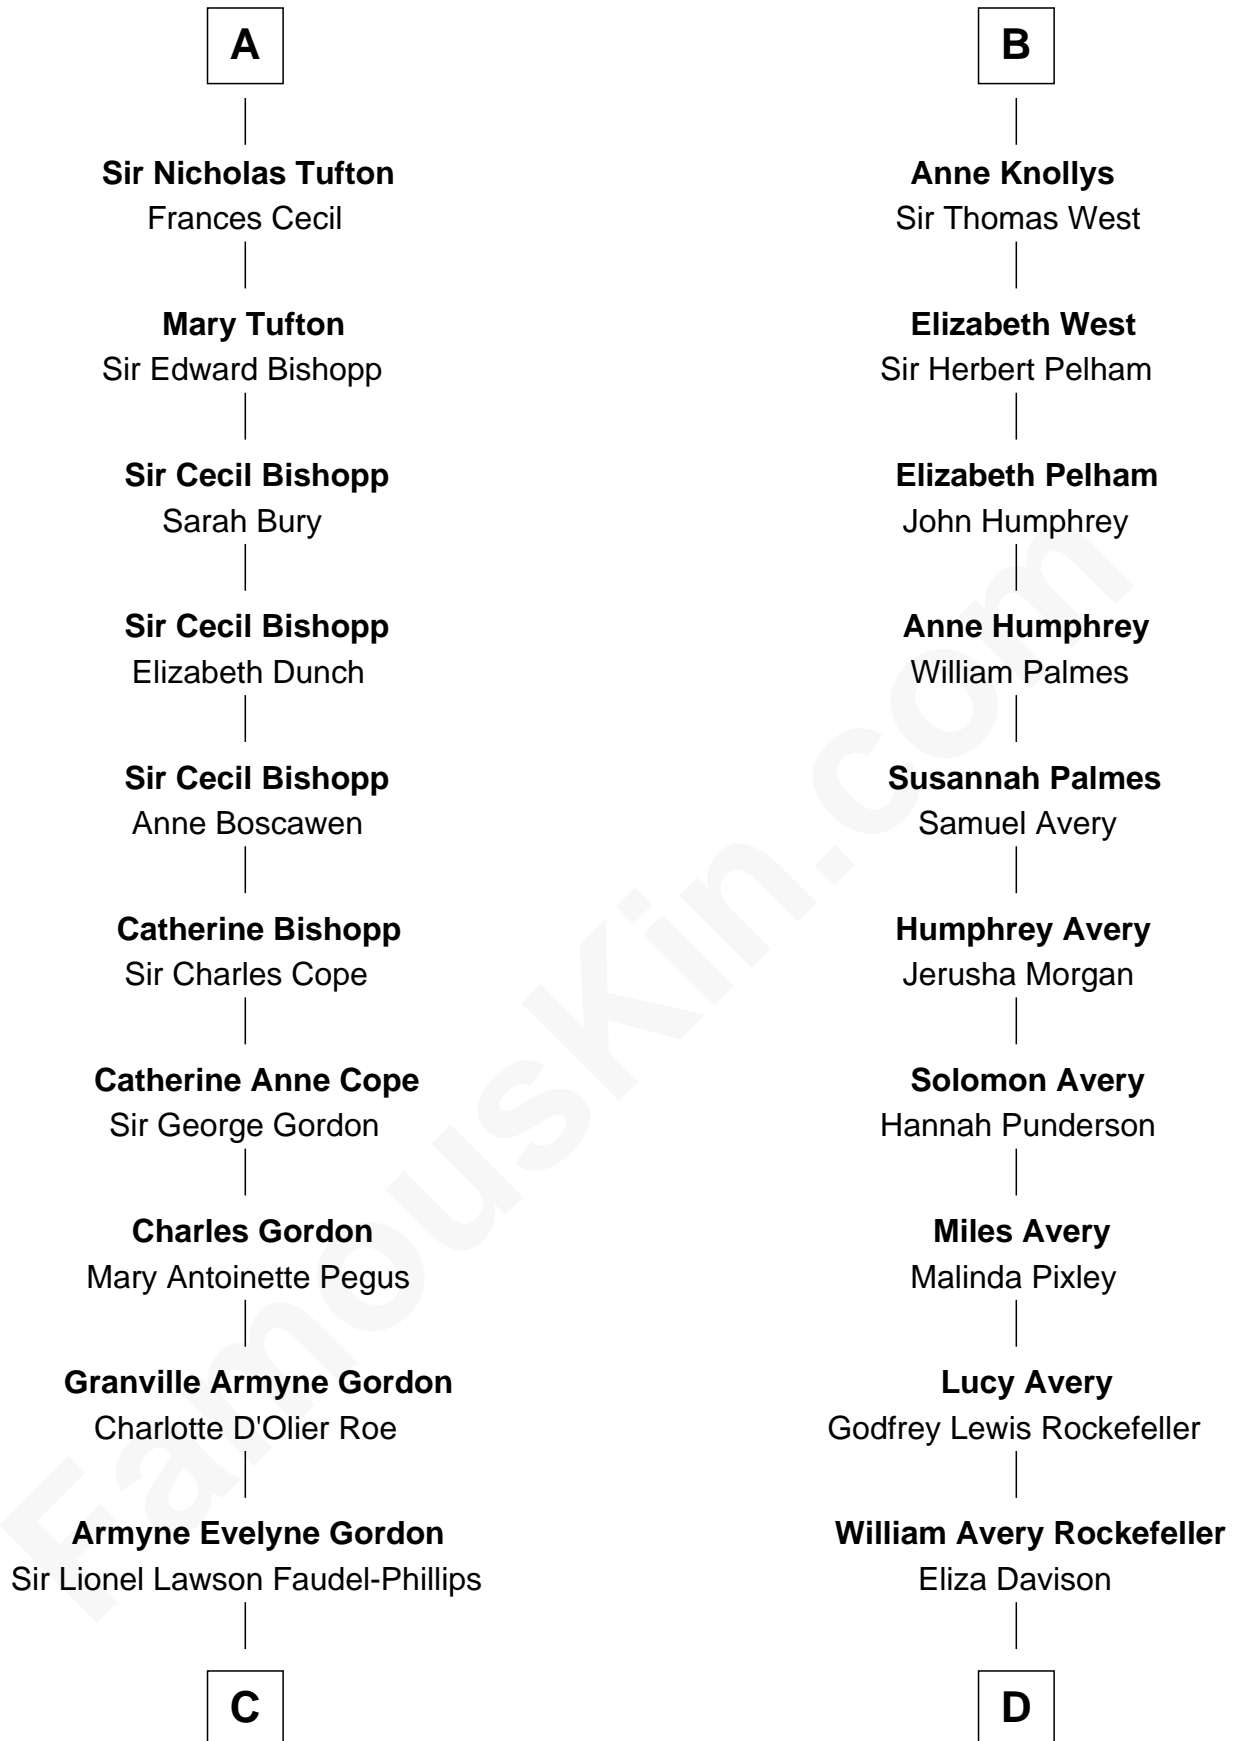 A
Sir Nicholas Tufton
Frances Cecil
Mary Tufton
Sir Edward Bishopp
Sir Cecil Bishopp
Sarah Bury
Sir Cecil Bishopp
Elizabeth Dunch
Sir Cecil Bishopp
Anne Boscawen
Catherine Bishopp
Sir Charles Cope
Catherine Anne Cope
Sir George Gordon
Charles Gordon
Mary Antoinette Pegus
Granville Armyne Gordon
Charlotte D'Olier Roe
Armyne Evelyne Gordon
Sir Lionel Lawson Faudel-Phillips
C
B
Anne Knollys
Sir Thomas West
Elizabeth West
Sir Herbert Pelham
Elizabeth Pelham
John Humphrey
Anne Humphrey
William Palmes
Susannah Palmes
Samuel Avery
Humphrey Avery
Jerusha Morgan
Solomon Avery
Hannah Punderson
Miles Avery
Malinda Pixley
Lucy Avery
Godfrey Lewis Rockefeller
William Avery Rockefeller
Eliza Davison
D
FamousKin.com